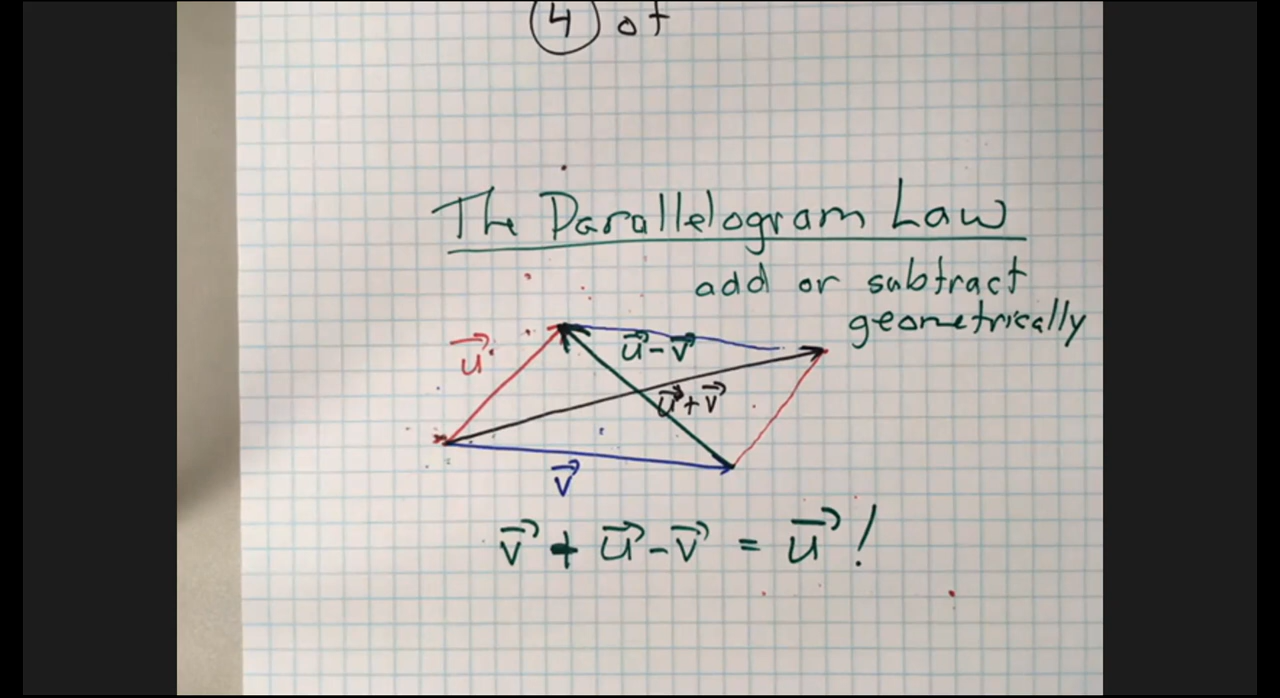 ④ of
The Parallelogram Law
add or subtract
geometrically
u⃗
u⃗ - v⃗
u⃗ + v⃗
v⃗
v⃗ + u⃗ - v⃗ = u⃗ !